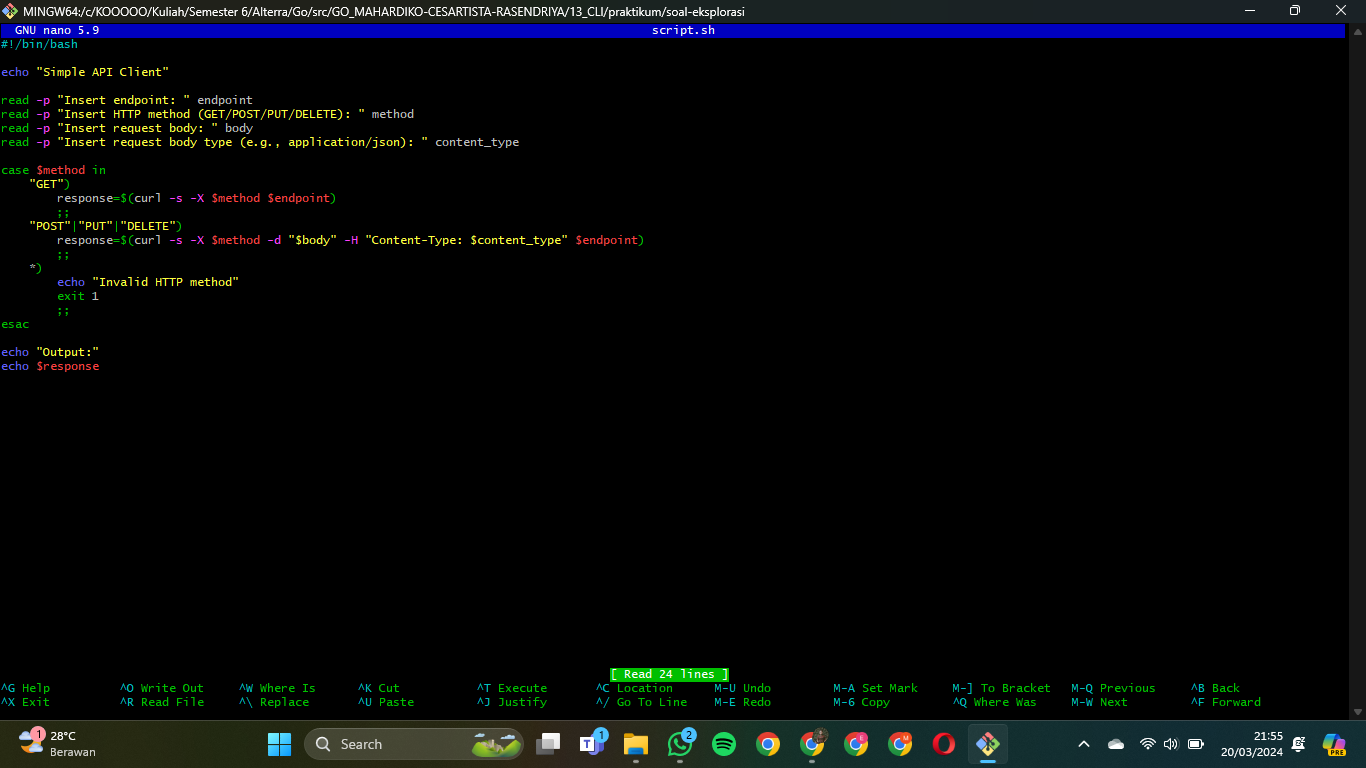 MINGW64:/c/KOOOOO/Kuliah/Semester 6/Alterra/Go/src/GO_MAHARDIKO-CESARTISTA-RASENDRIYA/13_CLI/praktikum/soal-eksplorasi
GNU nano 5.9 script.sh
#!/bin/bash

echo "Simple API Client"

read -p "Insert endpoint: " endpoint
read -p "Insert HTTP method (GET/POST/PUT/DELETE): " method
read -p "Insert request body: " body
read -p "Insert request body type (e.g., application/json): " content_type

case $method in
    "GET")
        response=$(curl -s -X $method $endpoint)
        ;;
    "POST"|"PUT"|"DELETE")
        response=$(curl -s -X $method -d "$body" -H "Content-Type: $content_type" $endpoint)
        ;;
    *)
        echo "Invalid HTTP method"
        exit 1
        ;;
esac

echo "Output:"
echo $response
[ Read 24 lines ]
^G Help ^O Write Out ^W Where Is ^K Cut ^T Execute ^C Location M-U Undo M-A Set Mark M-] To Bracket M-Q Previous ^B Back
^X Exit ^R Read File ^\ Replace ^U Paste ^J Justify ^/ Go To Line M-E Redo M-6 Copy ^Q Where Was M-W Next ^F Forward
1
28°C
Berawan
Search
T
1
2
E
M
21:55
20/03/2024
PRE